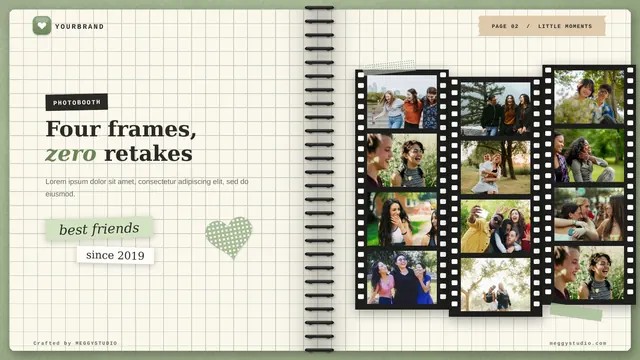 YOURBRAND
PAGE 02 / LITTLE MOMENTS
PHOTOBOOTH
Four frames,
zero retakes
Lorem ipsum dolor sit amet, consectetur adipiscing elit, sed do
eiusmod.
best friends
since 2019
Crafted by MEGGYSTUDIO
meggystudio.com